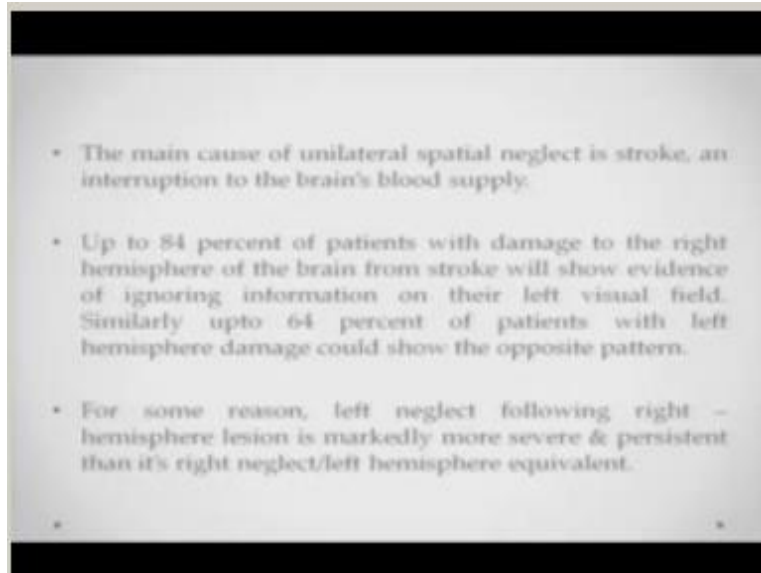 • The main cause of unilateral spatial neglect is stroke, an
interruption to the brain's blood supply.
• Up to 84 percent of patients with damage to the right
hemisphere of the brain from stroke will show evidence
of ignoring information on their left visual field.
Similarly upto 64 percent of patients with left
hemisphere damage could show the opposite pattern.
• For some reason, left neglect following right –
hemisphere lesion is markedly more severe & persistent
than it's right neglect/left hemisphere equivalent.